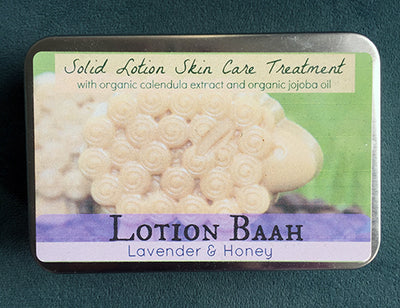 Solid Lotion Skin Care Treatment
with organic calendula extract and organic jojoba oil
Lotion Baah
Lavender & Honey